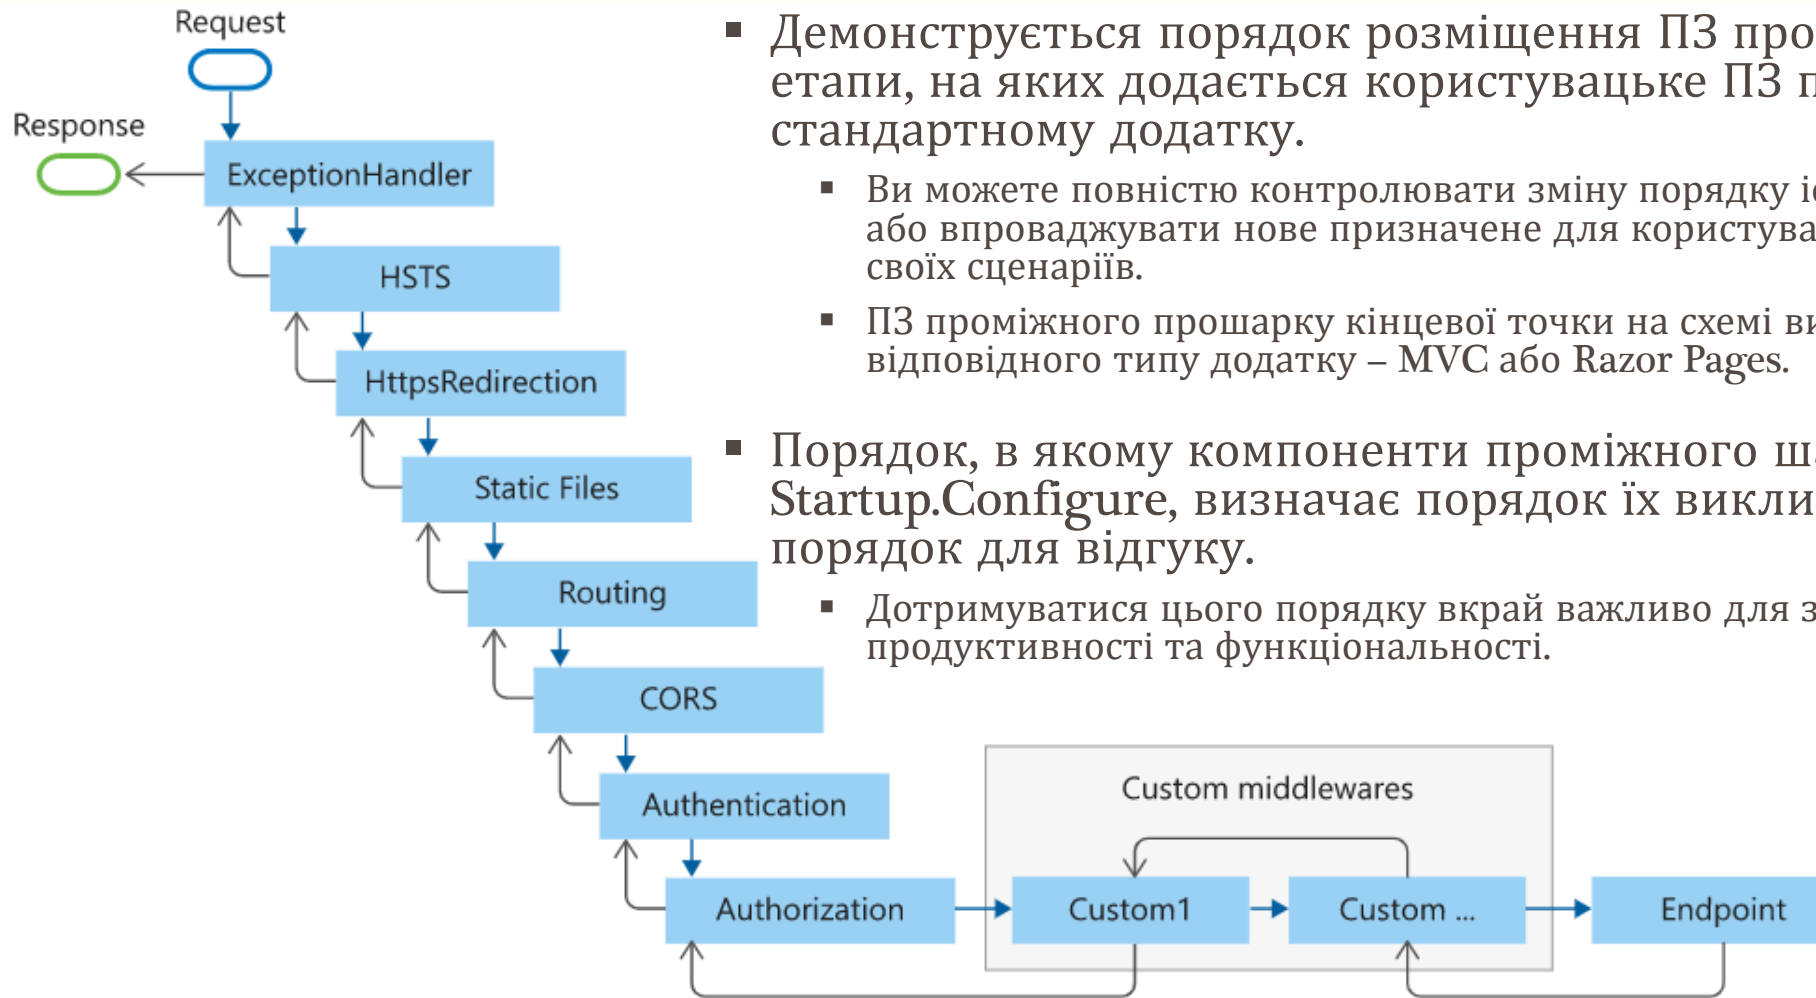 Request
Response
ExceptionHandler
HSTS
HttpsRedirection
Static Files
Routing
CORS
Authentication
Authorization
Custom middlewares
Custom1
Custom ...
Endpoint
▪ Демонструється порядок розміщення ПЗ
етапи, на яких додається користувацьке ПЗ
стандартному додатку.
▪ Ви можете повністю контролювати зміну порядку
або впроваджувати нове призначене для
своїх сценаріїв.
▪ ПЗ проміжного прошарку кінцевої точки на схемі
відповідного типу додатку – MVC або Razor Pages.
▪ Порядок, в якому компоненти проміжного
Startup.Configure, визначає порядок їх
порядок для відгуку.
▪ Дотримуватися цього порядку вкрай важливо для
продуктивності та функціональності.